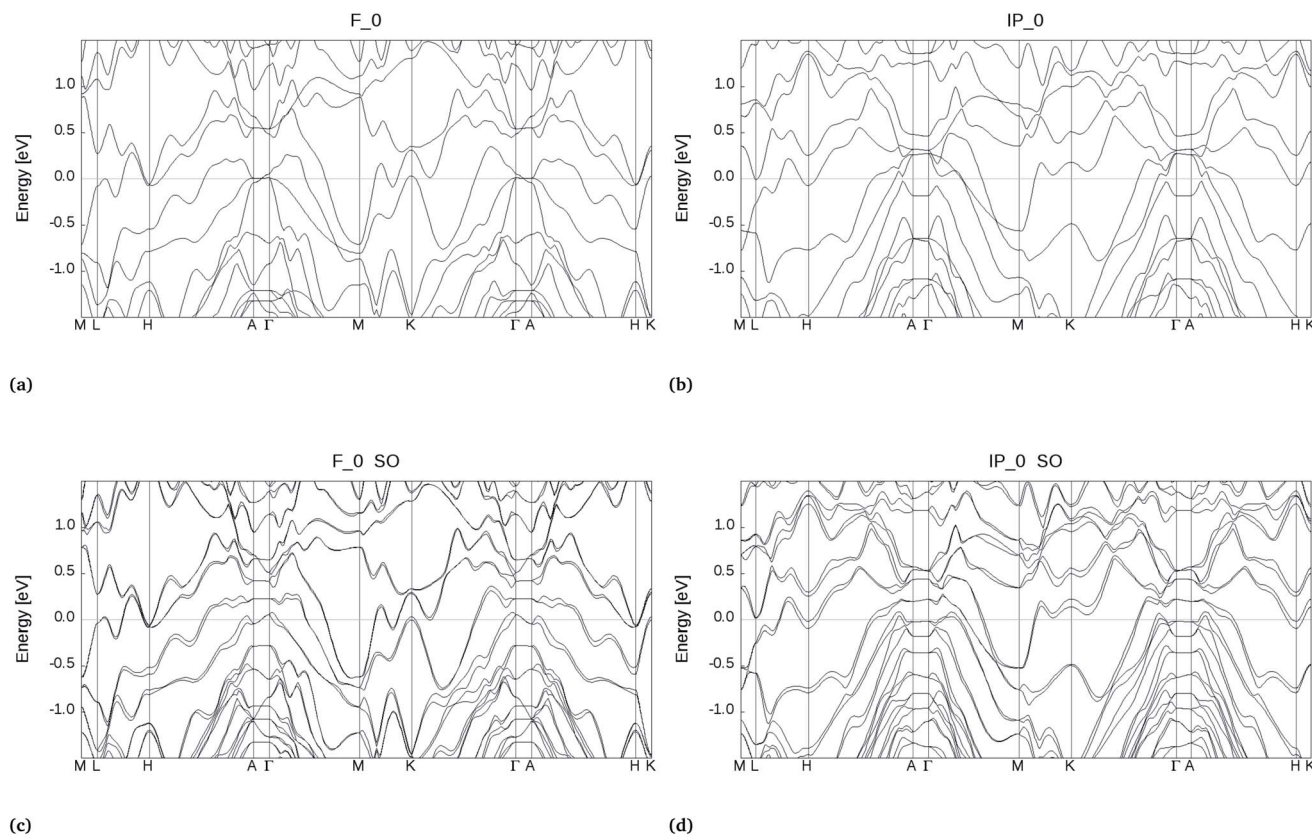 F_0
IP_0
Energy [eV]
1.0
0.5
0.0
-0.5
-1.0
M L H A Γ M K Γ A H K
Energy [eV]
1.0
0.5
0.0
-0.5
-1.0
M L H A Γ M K Γ A H K
(a)
(b)
F_0 SO
IP_0 SO
Energy [eV]
1.0
0.5
0.0
-0.5
-1.0
M L H A Γ M K Γ A H K
Energy [eV]
1.0
0.5
0.0
-0.5
-1.0
M L H A Γ M K Γ A H K
(c)
(d)